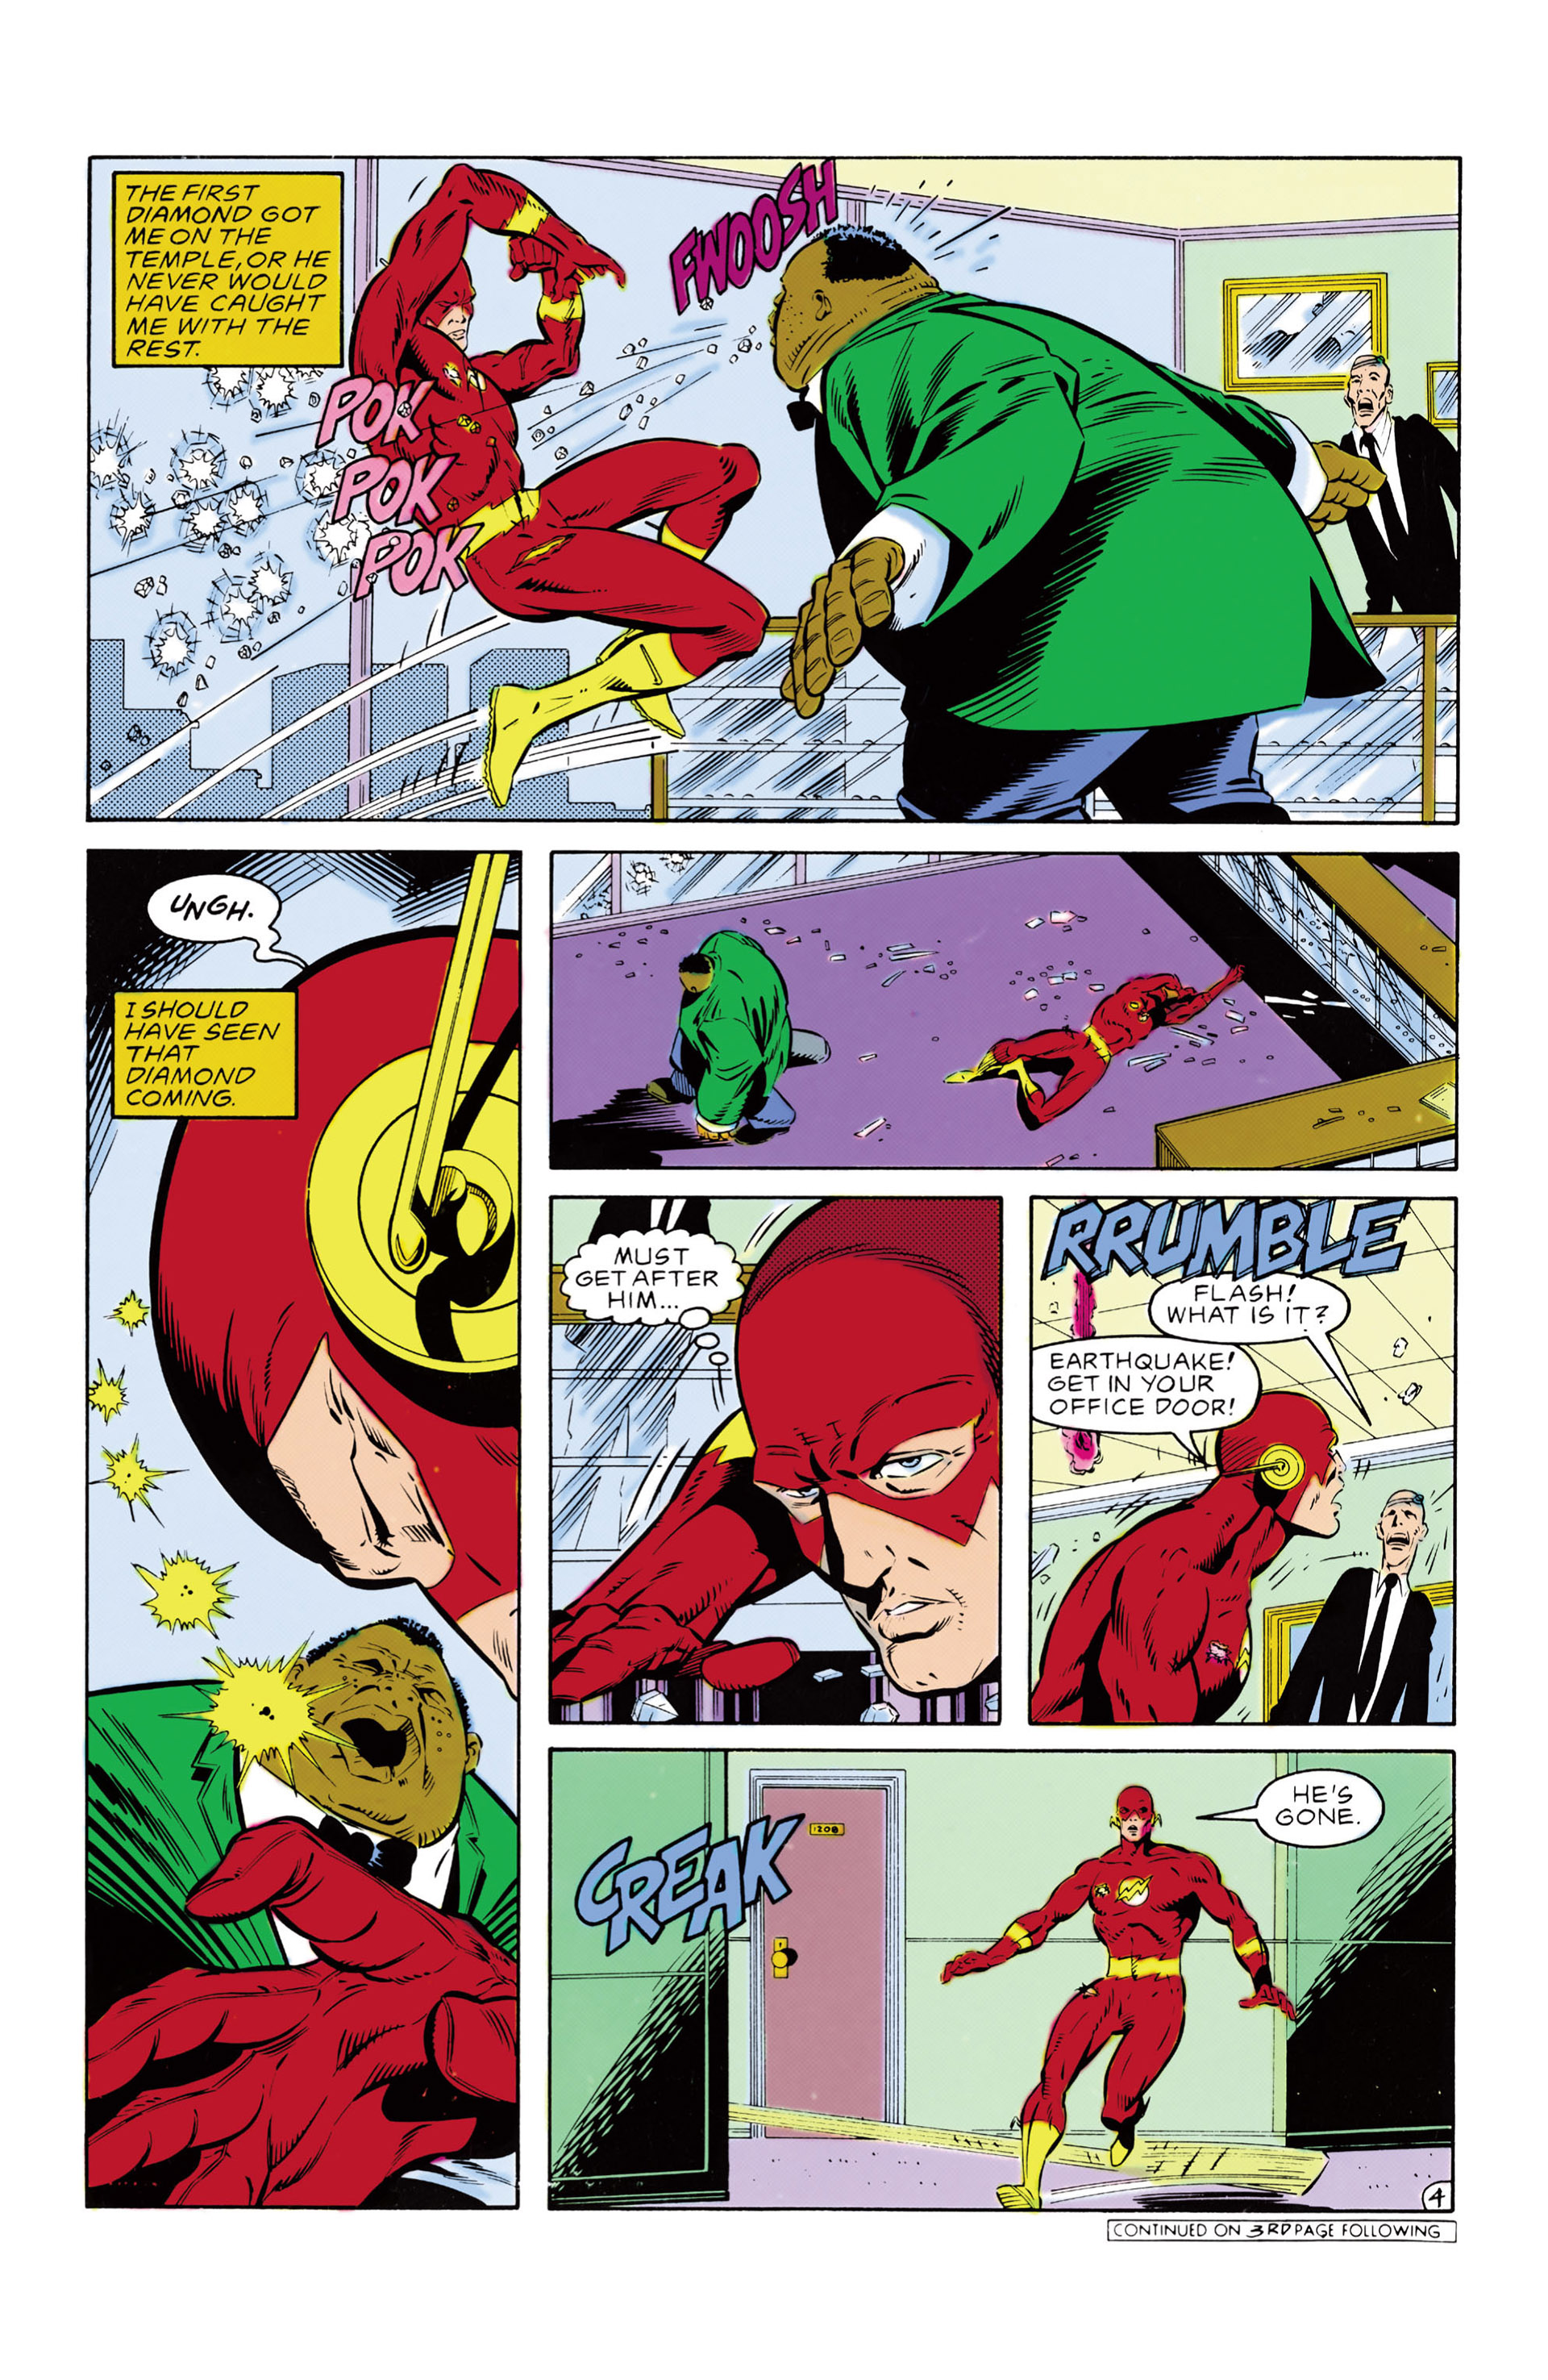 THE FIRST
DIAMOND GOT
ME ON THE
TEMPLE, OR HE
NEVER WOULD
HAVE CAUGHT
ME WITH THE
REST.
FWOOSH
POK
POK
POK
UNGH.
I SHOULD
HAVE SEEN
THAT
DIAMOND
COMING.
MUST
GET AFTER
HIM...
RRUMBLE
FLASH!
WHAT IS IT?
EARTHQUAKE!
GET IN YOUR
OFFICE DOOR!
CREAK
1208
HE'S
GONE.
4
CONTINUED ON 3RD PAGE FOLLOWING